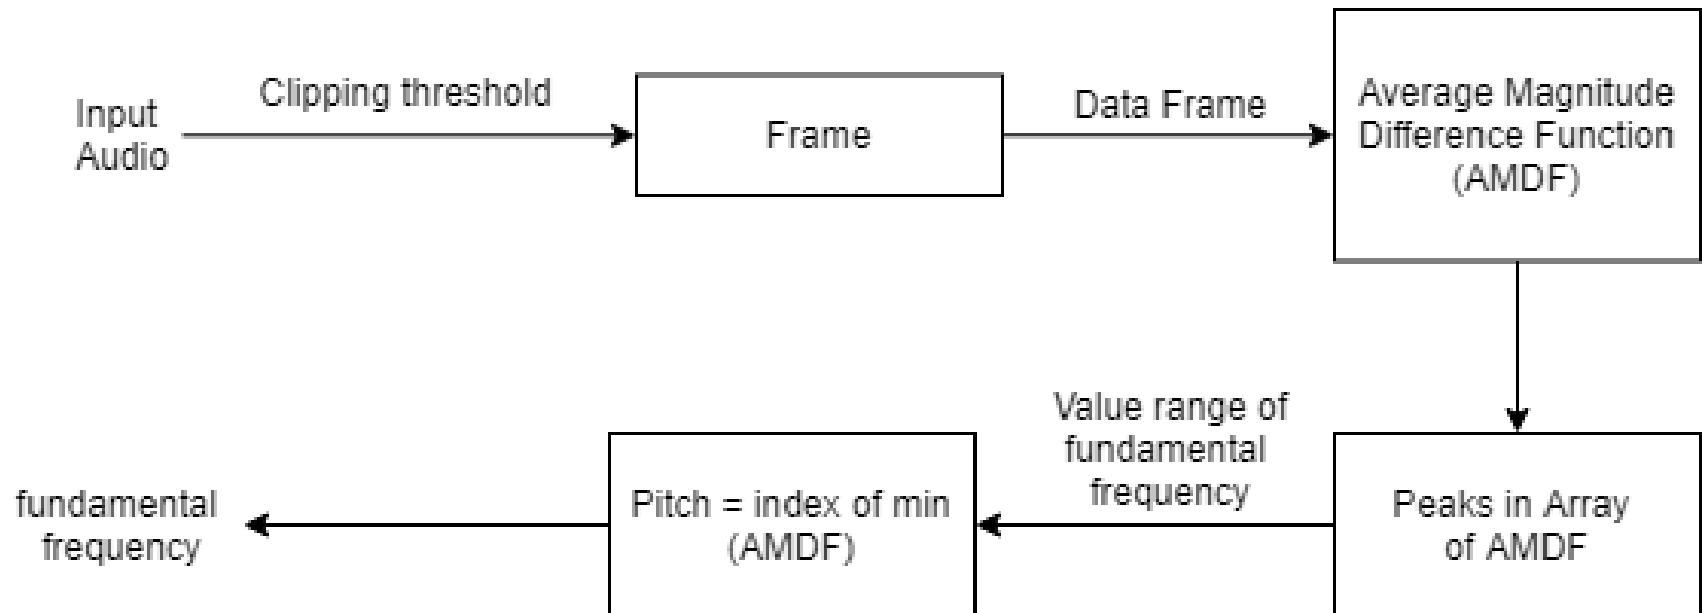 Input
Audio
Clipping threshold
Frame
Data Frame
Average Magnitude
Difference Function
(AMDF)
Peaks in Array
of AMDF
Value range of
fundamental
frequency
Pitch = index of min
(AMDF)
fundamental
frequency